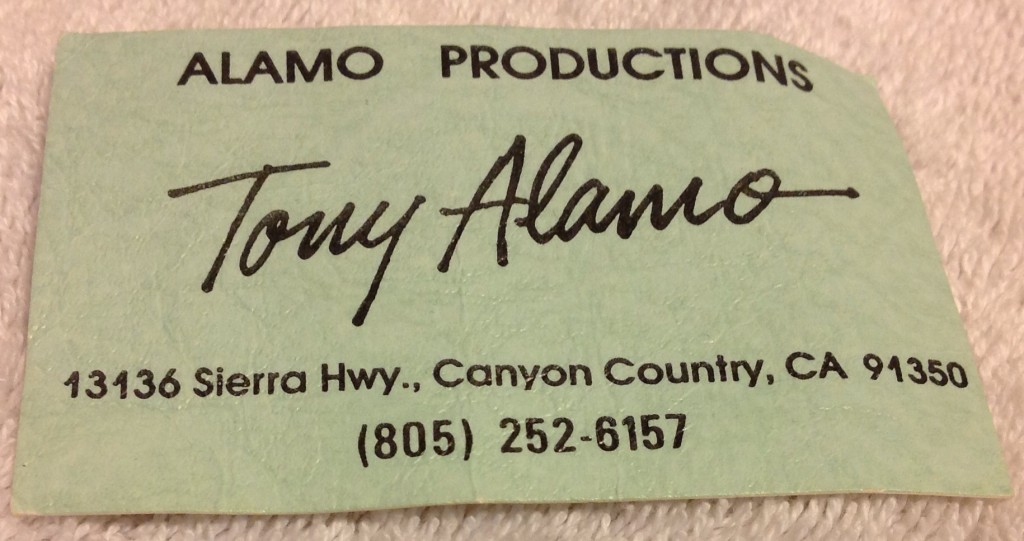 ALAMO PRODUCTIONS
Tony Alamo
13136 Sierra Hwy., Canyon Country, CA 91350
(805) 252-6157